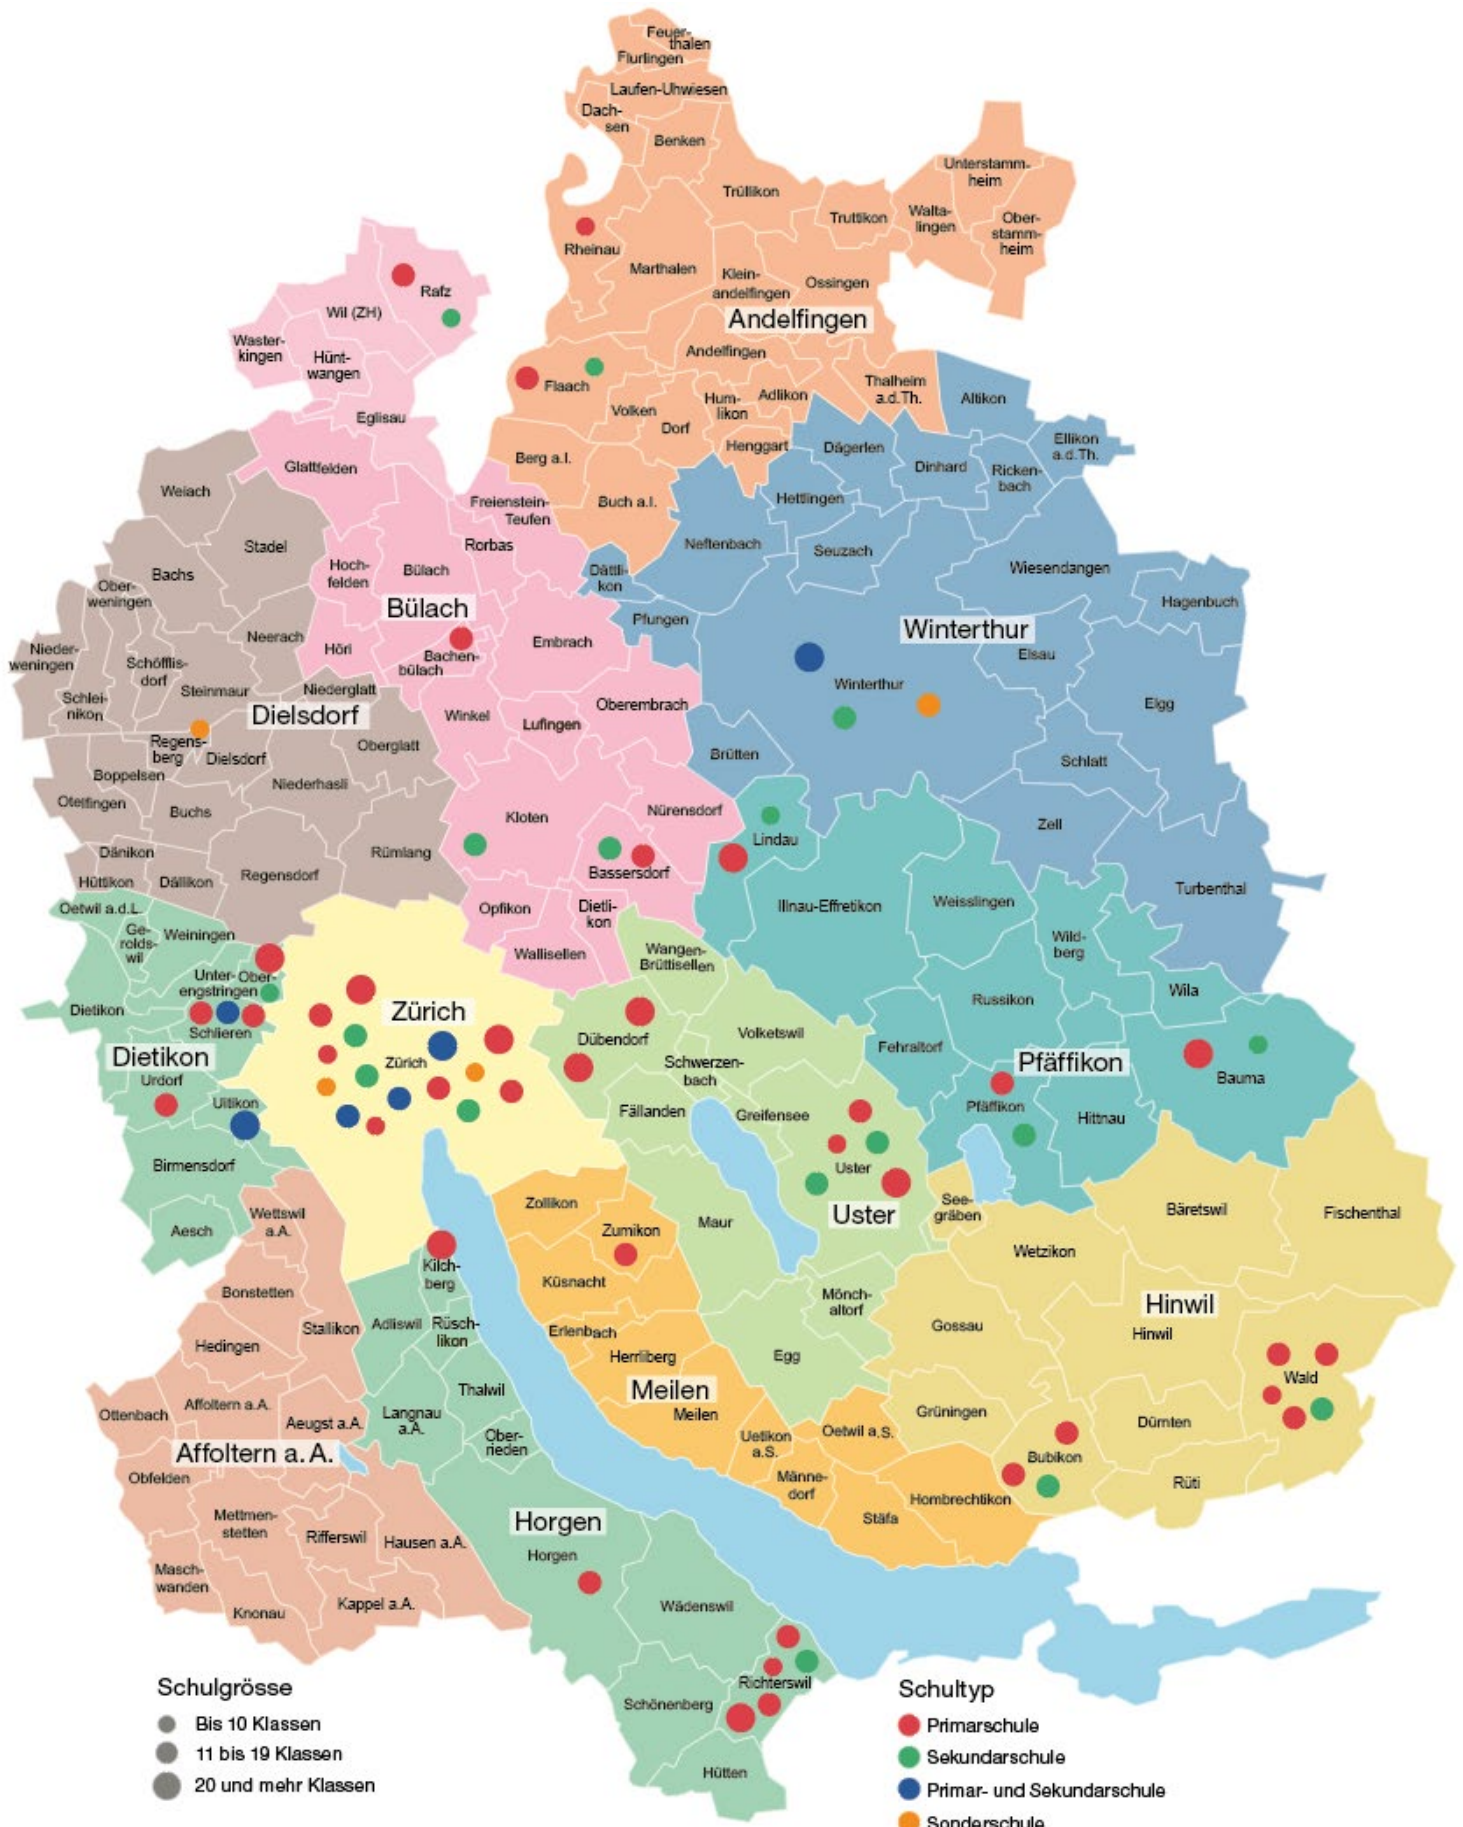 Feuer-
thalen
Flurlingen
Laufen-Uhwiesen
Dach-
sen
Benken
Unterstamm-
heim
Trüllikon
Truttikon
Walta-
lingen
Ober-
stamm-
heim
Rheinau
Marthalen
Klein-
andelfingen
Ossingen
Andelfingen
Andelfingen
Rafz
Wil (ZH)
Waster-
kingen
Hünt-
wangen
Eglisau
Flaach
Volken
Dorf
Hum-
likon
Adlikon
Thalheim
a.d.Th.
Altikon
Henggart
Berg a.I.
Buch a.I.
Dägerlen
Dinhard
Ricken-
bach
Ellikon
a.d.Th.
Hettlingen
Glattfelden
Weiach
Stadel
Freienstein-
Teufen
Rorbas
Neftenbach
Seuzach
Wiesendangen
Hagenbuch
Bachs
Hoch-
felden
Bülach
Dättli-
kon
Ober-
weningen
Bülach
Pfungen
Winterthur
Neerach
Höri
Bachen-
bülach
Embrach
Elsau
Nieder-
weningen
Schöfflis-
dorf
Steinmaur
Niederglatt
Schlei-
nikon
Dielsdorf
Winkel
Lufingen
Oberembrach
Winterthur
Elgg
Regens-
berg
Dielsdorf
Oberglatt
Brütten
Schlatt
Boppelsen
Niederhasli
Otelfingen
Buchs
Kloten
Nürensdorf
Lindau
Zell
Dänikon
Rümlang
Bassersdorf
Hüttikon
Dällikon
Regensdorf
Turbenthal
Oetwil a.d.L.
Opfikon
Dietli-
kon
Illnau-Effretikon
Weisslingen
Ge-
rolds-
wil
Weiningen
Wallisellen
Wangen-
Brüttisellen
Wild-
berg
Unter-
Ober-
engstringen
Wila
Dietikon
Schlieren
Zürich
Russikon
Dübendorf
Volketswil
Fehraltorf
Dietikon
Zürich
Schwerzen-
bach
Pfäffikon
Bauma
Urdorf
Uitikon
Fällanden
Greifensee
Pfäffikon
Hittnau
Birmensdorf
Uster
Aesch
Wettswil
a.A.
Zollikon
Zumikon
Maur
Uster
See-
gräben
Bäretswil
Fischenthal
Wetzikon
Kilch-
berg
Küsnacht
Bonstetten
Mönch-
altorf
Hinwil
Stallikon
Adliswil
Rüsch-
likon
Erlenbach
Gossau
Hinwil
Hedingen
Herrliberg
Egg
Wald
Thalwil
Meilen
Meilen
Ottenbach
Affoltern a.A.
Aeugst a.A.
Langnau
a.A.
Ober-
rieden
Uetikon
a.S.
Oetwil a.S.
Grüningen
Dürnten
Affoltern a. A.
Bubikon
Obfelden
Männe-
dorf
Hombrechtikon
Rüti
Stäfa
Mettmen-
stetten
Rifferswil
Hausen a.A.
Horgen
Horgen
Masch-
wanden
Kappel a.A.
Knonau
Wädenswil
Richterswil
Schönenberg
Hütten
Schulgrösse
Bis 10 Klassen
11 bis 19 Klassen
20 und mehr Klassen
Schultyp
Primarschule
Sekundarschule
Primar- und Sekundarschule
Sonderschule